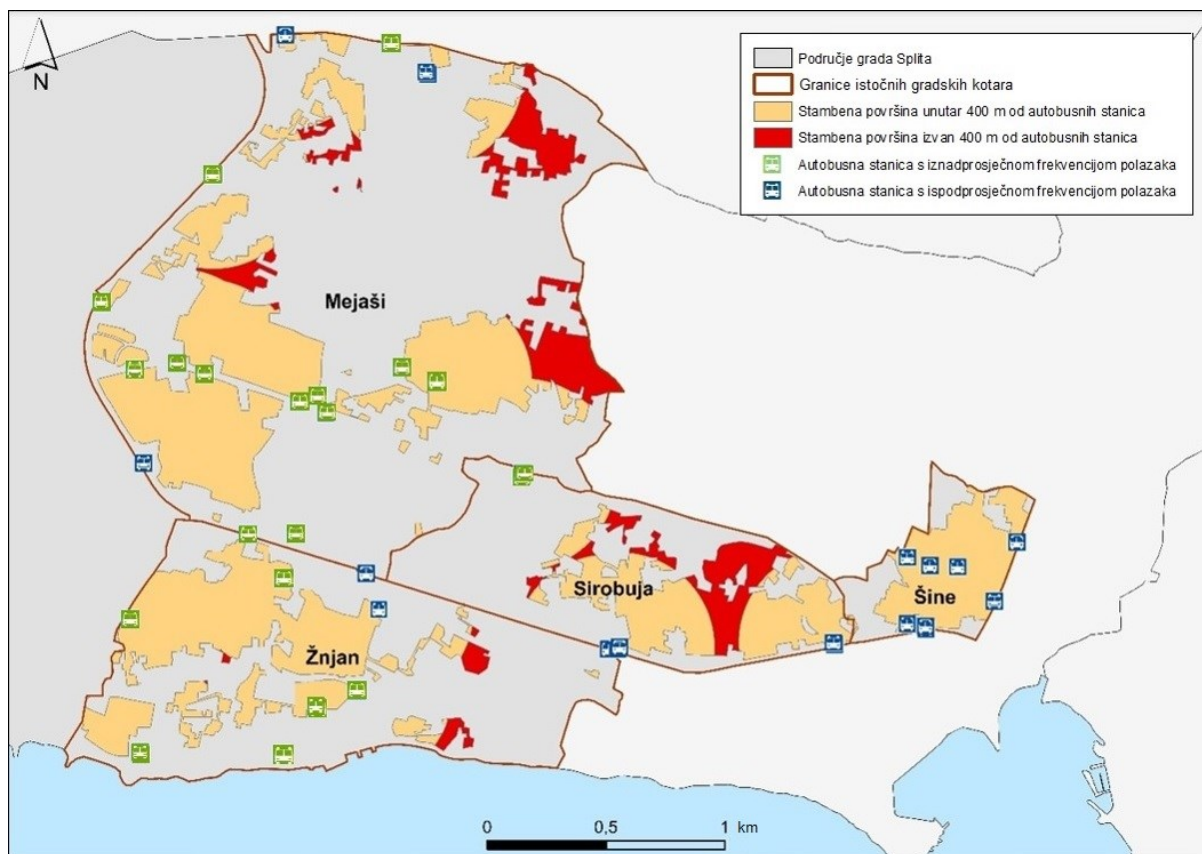 N
Područje grada Splita
Granice istočnih gradskih kotara
Stambena površina unutar 400 m od autobusnih stanica
Stambena površina izvan 400 m od autobusnih stanica
Autobusna stanica s iznadprosječnom frekvencijom polazaka
Autobusna stanica s ispodprosječnom frekvencijom polazaka
Mejaši
Sirobuja
Šine
Žnjan
0 0,5 1 km